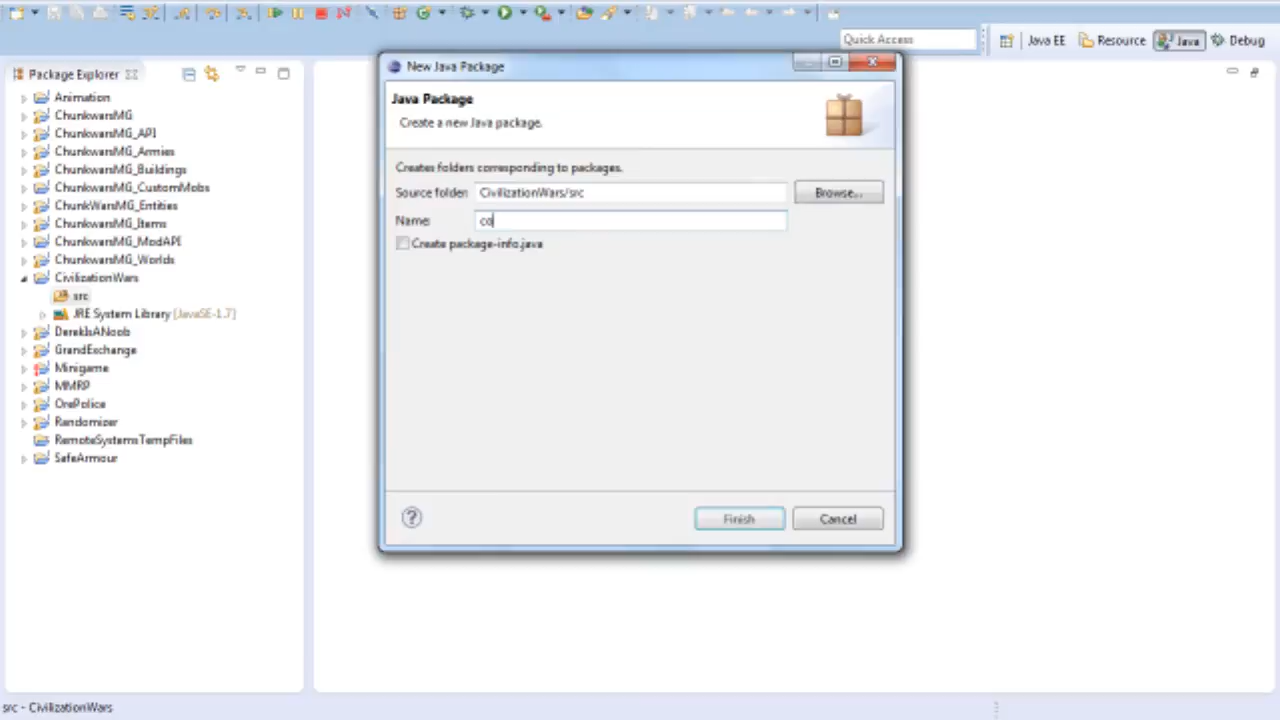 Quick Access
Java EE
Resource
Java
Debug
Package Explorer
Animation
ChunkwarsMG
ChunkwarsMG_API
ChunkwarsMG_Armies
ChunkwarsMG_Buildings
ChunkwarsMG_CustomMobs
ChunkWarsMG_Entities
ChunkwarsMG_Items
ChunkwarsMG_ModAPI
ChunkwarsMG_Worlds
CivilizationWars
src
JRE System Library [JavaSE-1.7]
DerekIsANoob
GrandExchange
Minigame
MMRP
OrePolice
Randomizer
RemoteSystemsTempFiles
SafeArmour
New Java Package
Java Package
Create a new Java package.
Creates folders corresponding to packages.
Source folder: CivilizationWars/src Browse...
Name: co
Create package-info.java
? Finish Cancel
src - CivilizationWars